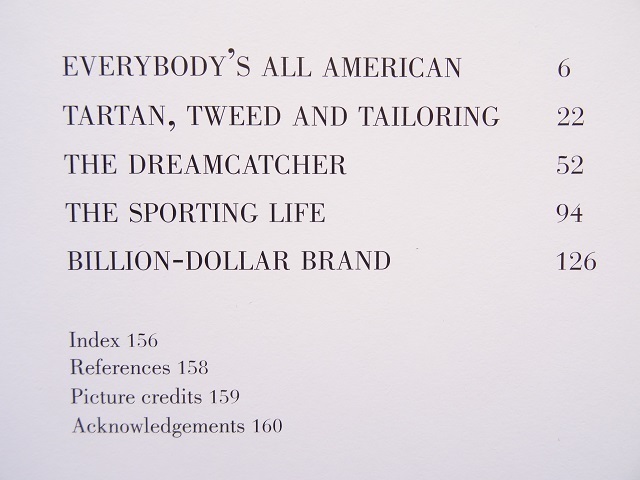 EVERYBODY'S ALL AMERICAN 6
TARTAN, TWEED AND TAILORING 22
THE DREAMCATCHER 52
THE SPORTING LIFE 94
BILLION-DOLLAR BRAND 126
Index 156
References 158
Picture credits 159
Acknowledgements 160